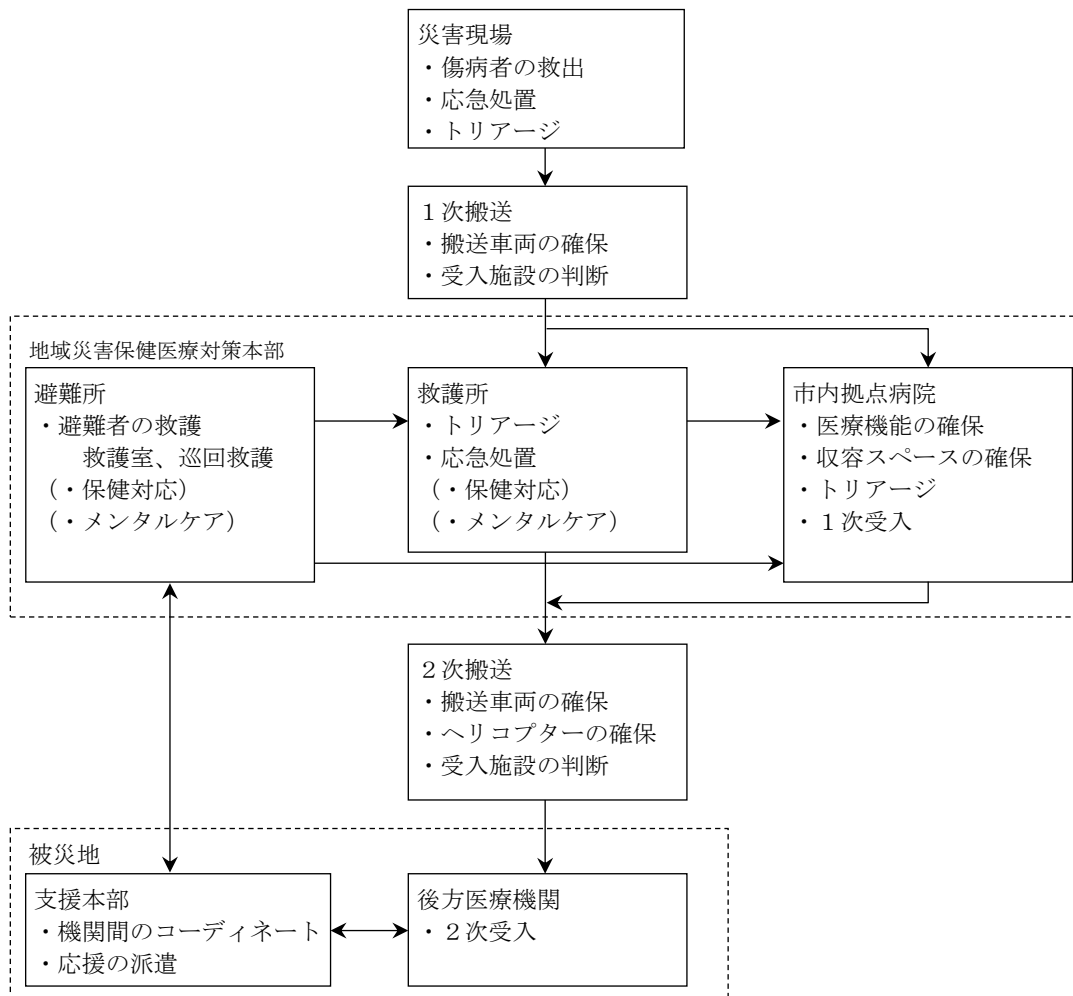 災害現場
・傷病者の救出
・応急処置
・トリアージ
１次搬送
・搬送車両の確保
・受入施設の判断
地域災害保健医療対策本部
避難所
・避難者の救護
救護室、巡回救護
（・保健対応）
（・メンタルケア）
救護所
・トリアージ
・応急処置
（・保健対応）
（・メンタルケア）
市内拠点病院
・医療機能の確保
・収容スペースの確保
・トリアージ
・１次受入
２次搬送
・搬送車両の確保
・ヘリコプターの確保
・受入施設の判断
被災地
支援本部
・機関間のコーディネート
・応援の派遣
後方医療機関
・２次受入